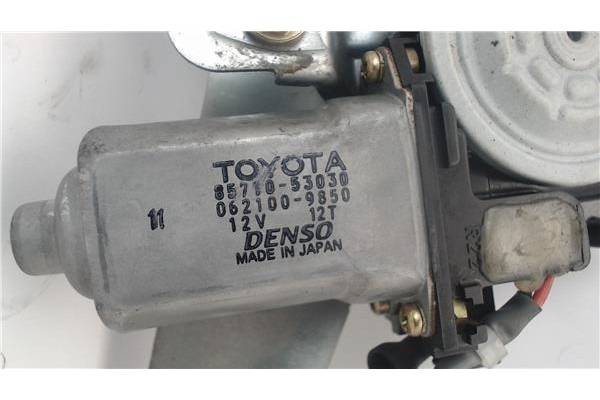 TOYOTA
85710-53030
062100-9850
12V 12T
DENSO
MADE IN JAPAN
11